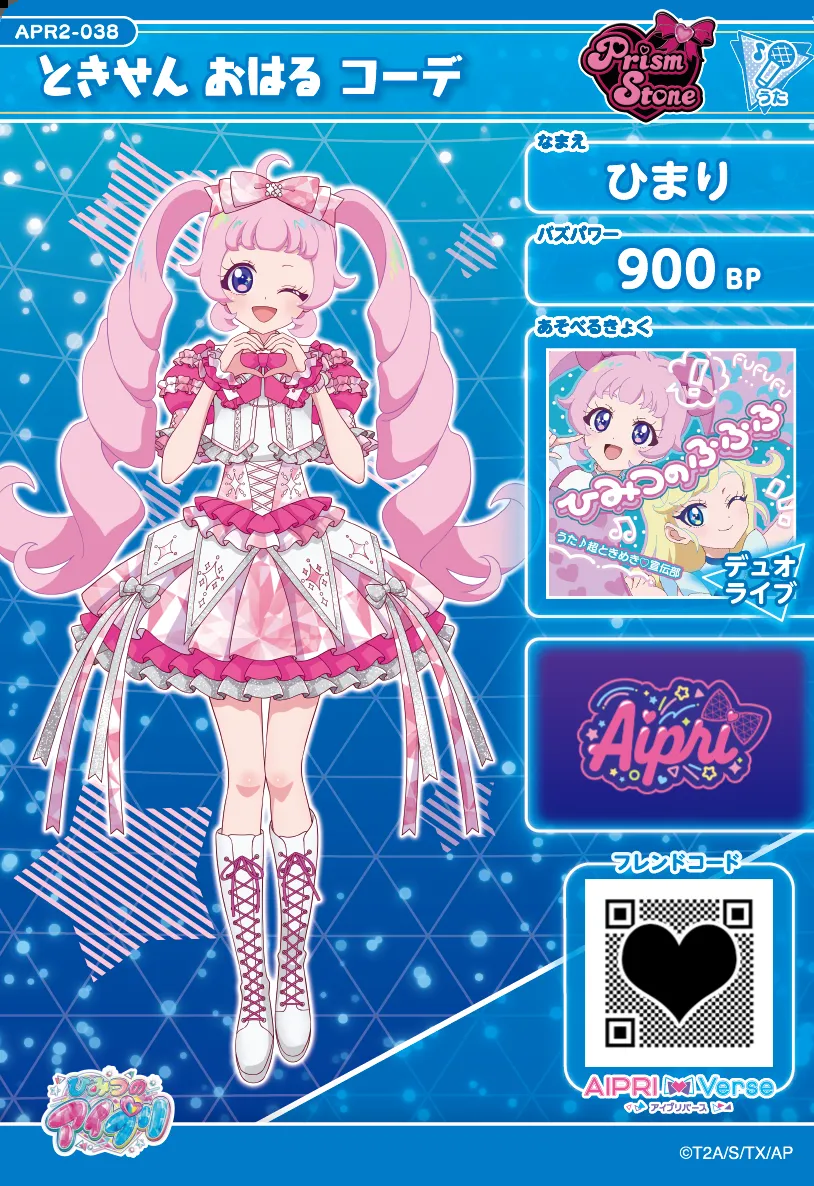 APR2-038
ときせん おはる コーデ
Prism
Stone
うた
なまえ
ひまり
バズパワー
900 BP
あそべるきょく
FUFUFU
ひみつのふふふ
うた♪超ときめき♡宣伝部
デュオ
ライブ
Aipri
フレンドコード
AIPRI Verse
アイプリバース
ひみつの
アイプリ
©T2A/S/TX/AP